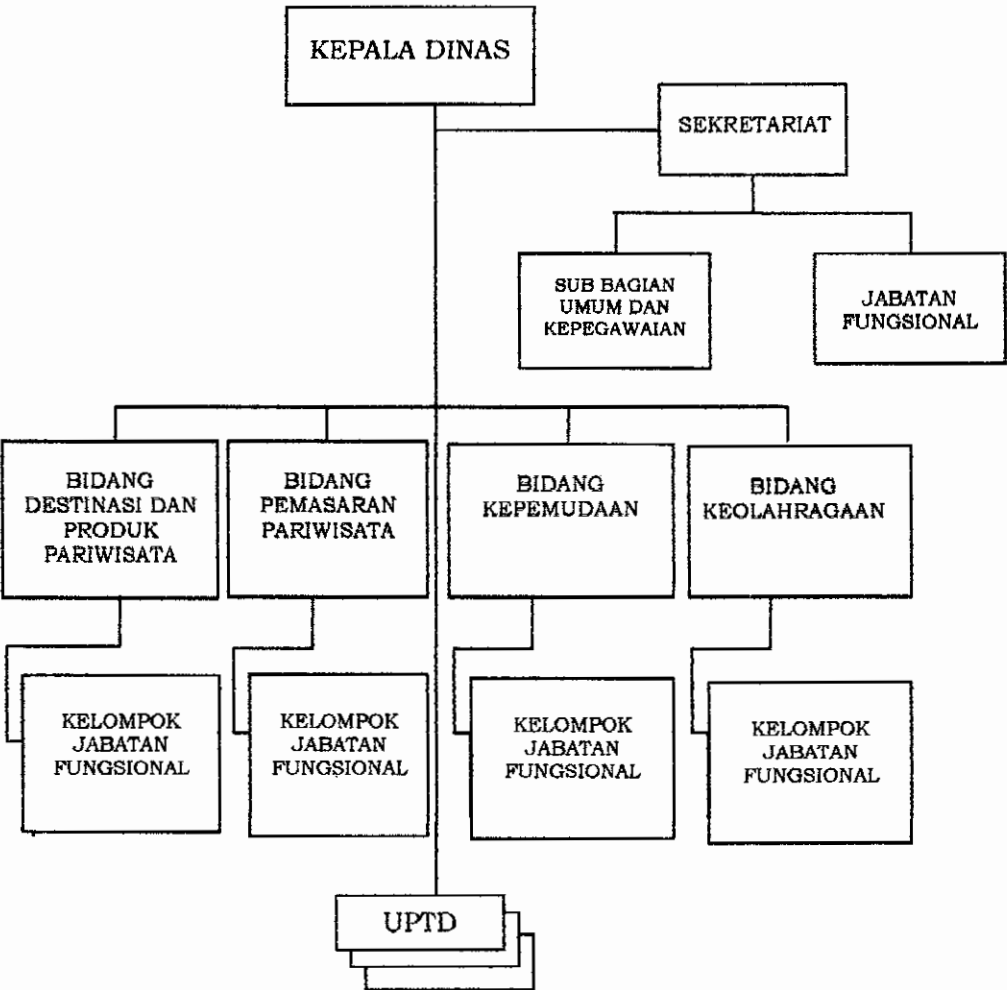 KEPALA DINAS
SEKRETARIAT
SUB BAGIAN
UMUM DAN
KEPEGAWAIAN
JABATAN
FUNGSIONAL
BIDANG
DESTINASI DAN
PRODUK
PARIWISATA
BIDANG
PEMASARAN
PARIWISATA
BIDANG
KEPEMUDAAN
BIDANG
KEOLAHRAGAAN
KELOMPOK
JABATAN
FUNGSIONAL
KELOMPOK
JABATAN
FUNGSIONAL
KELOMPOK
JABATAN
FUNGSIONAL
KELOMPOK
JABATAN
FUNGSIONAL
UPTD